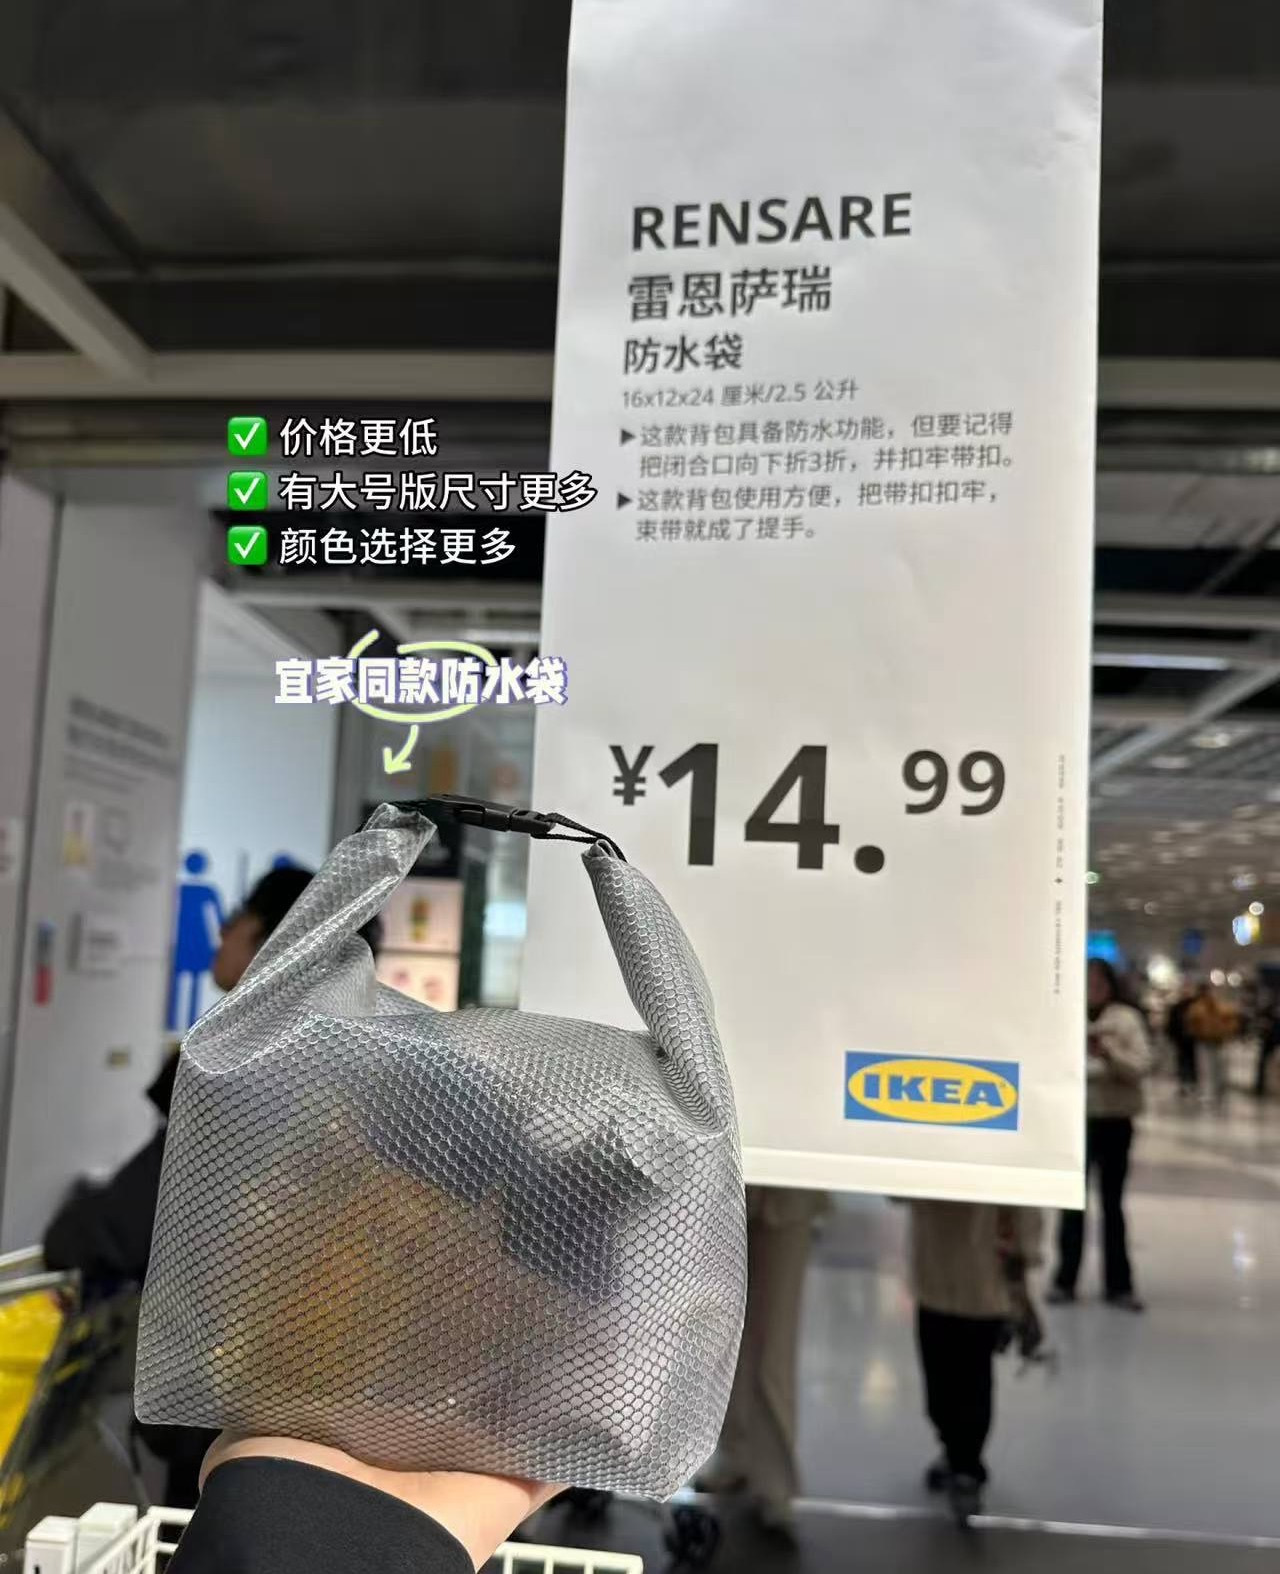 RENSARE
雷恩萨瑞
防水袋
16x12x24 厘米/2.5 公升
▶这款背包具备防水功能，但要记得
把闭合口向下折3折，并扣牢带扣。
▶这款背包使用方便，把带扣扣牢，
束带就成了提手。
✅ 价格更低
✅ 有大号版尺寸更多
✅ 颜色选择更多
宜家同款防水袋
¥14.99
IKEA